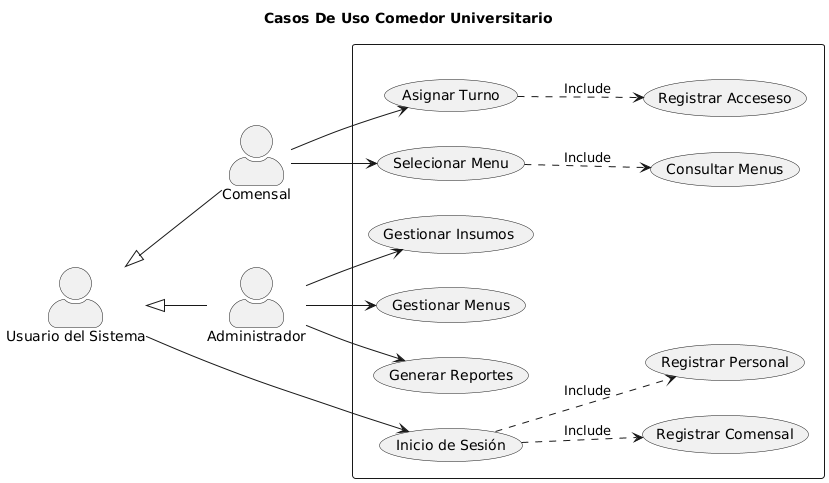 Casos De Uso Comedor Universitario
Asignar Turno
Include
Registrar Acceseso
Selecionar Menu
Include
Consultar Menus
Comensal
Gestionar Insumos
Gestionar Menus
Usuario del Sistema
Administrador
Generar Reportes
Registrar Personal
Include
Inicio de Sesión
Include
Registrar Comensal